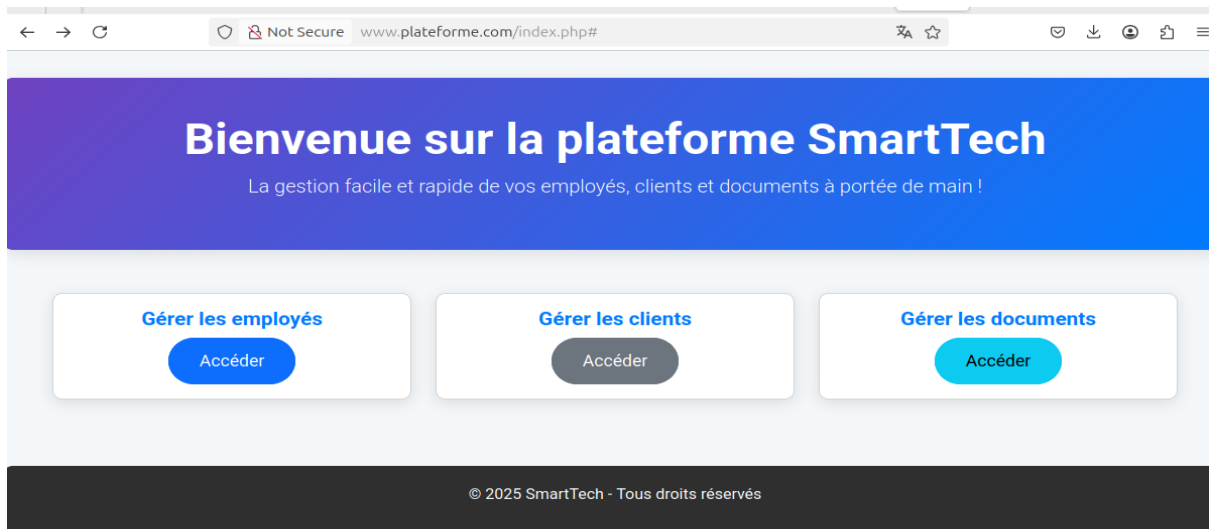 Not Secure www.plateforme.com/index.php#
Bienvenue sur la plateforme SmartTech
La gestion facile et rapide de vos employés, clients et documents à portée de main !
Gérer les employés
Accéder
Gérer les clients
Accéder
Gérer les documents
Accéder
© 2025 SmartTech - Tous droits réservés